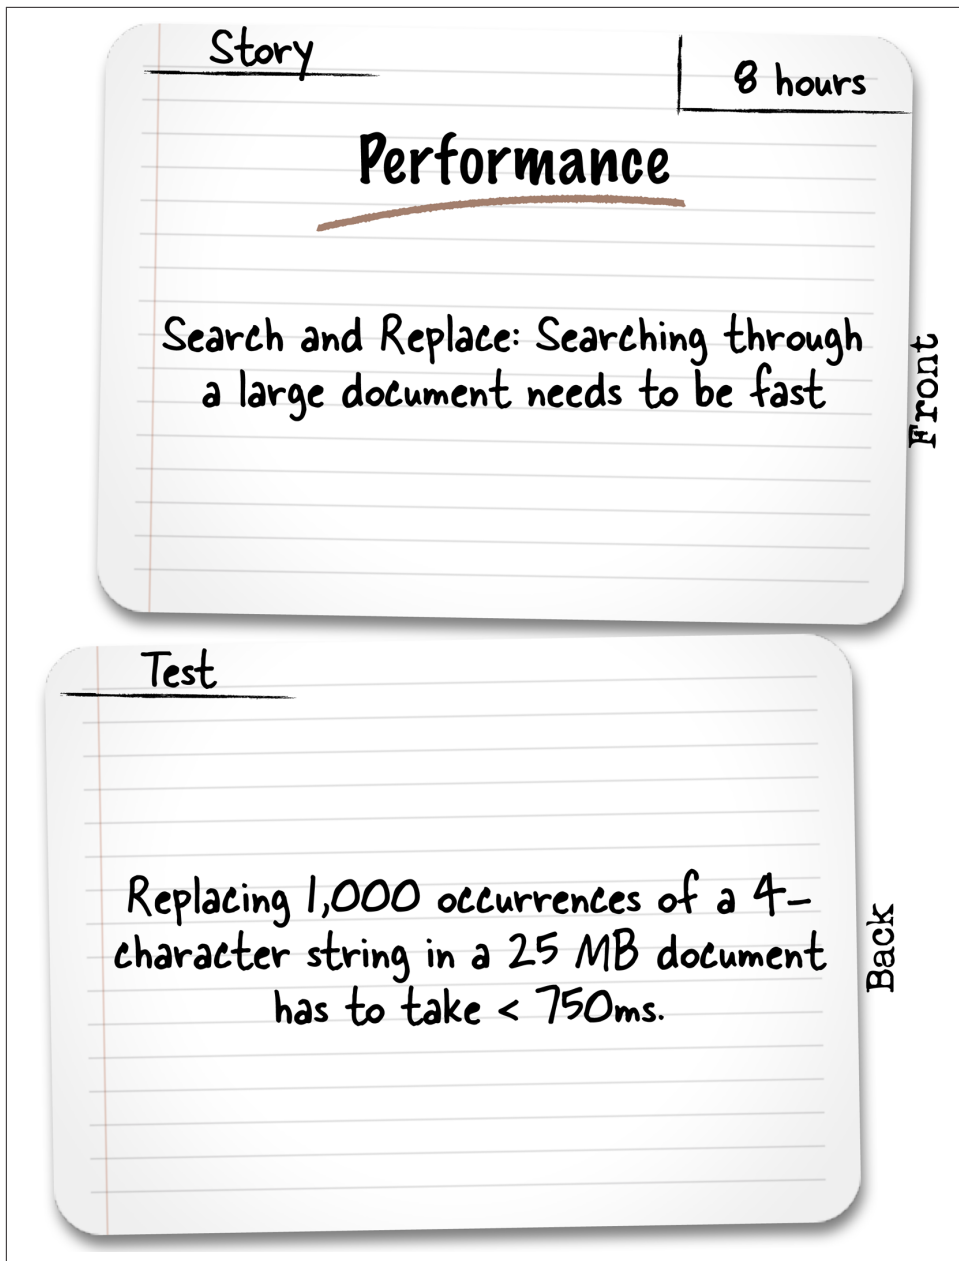 Story
8 hours
Performance
Search and Replace: Searching through
a large document needs to be fast
Front
Test
Replacing 1,000 occurrences of a 4-
character string in a 25 MB document
has to take < 750ms.
Back